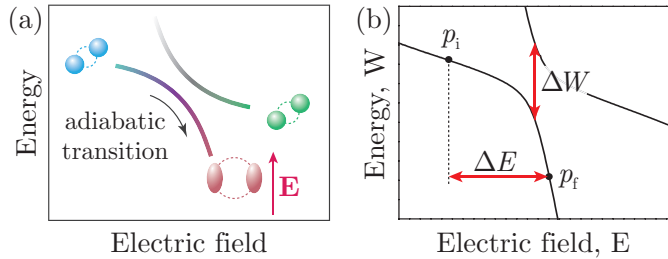 (a)
Energy
adiabatic
transition
E
Electric field
(b)
Energy, W
p_i
ΔW
ΔE
p_f
Electric field, E